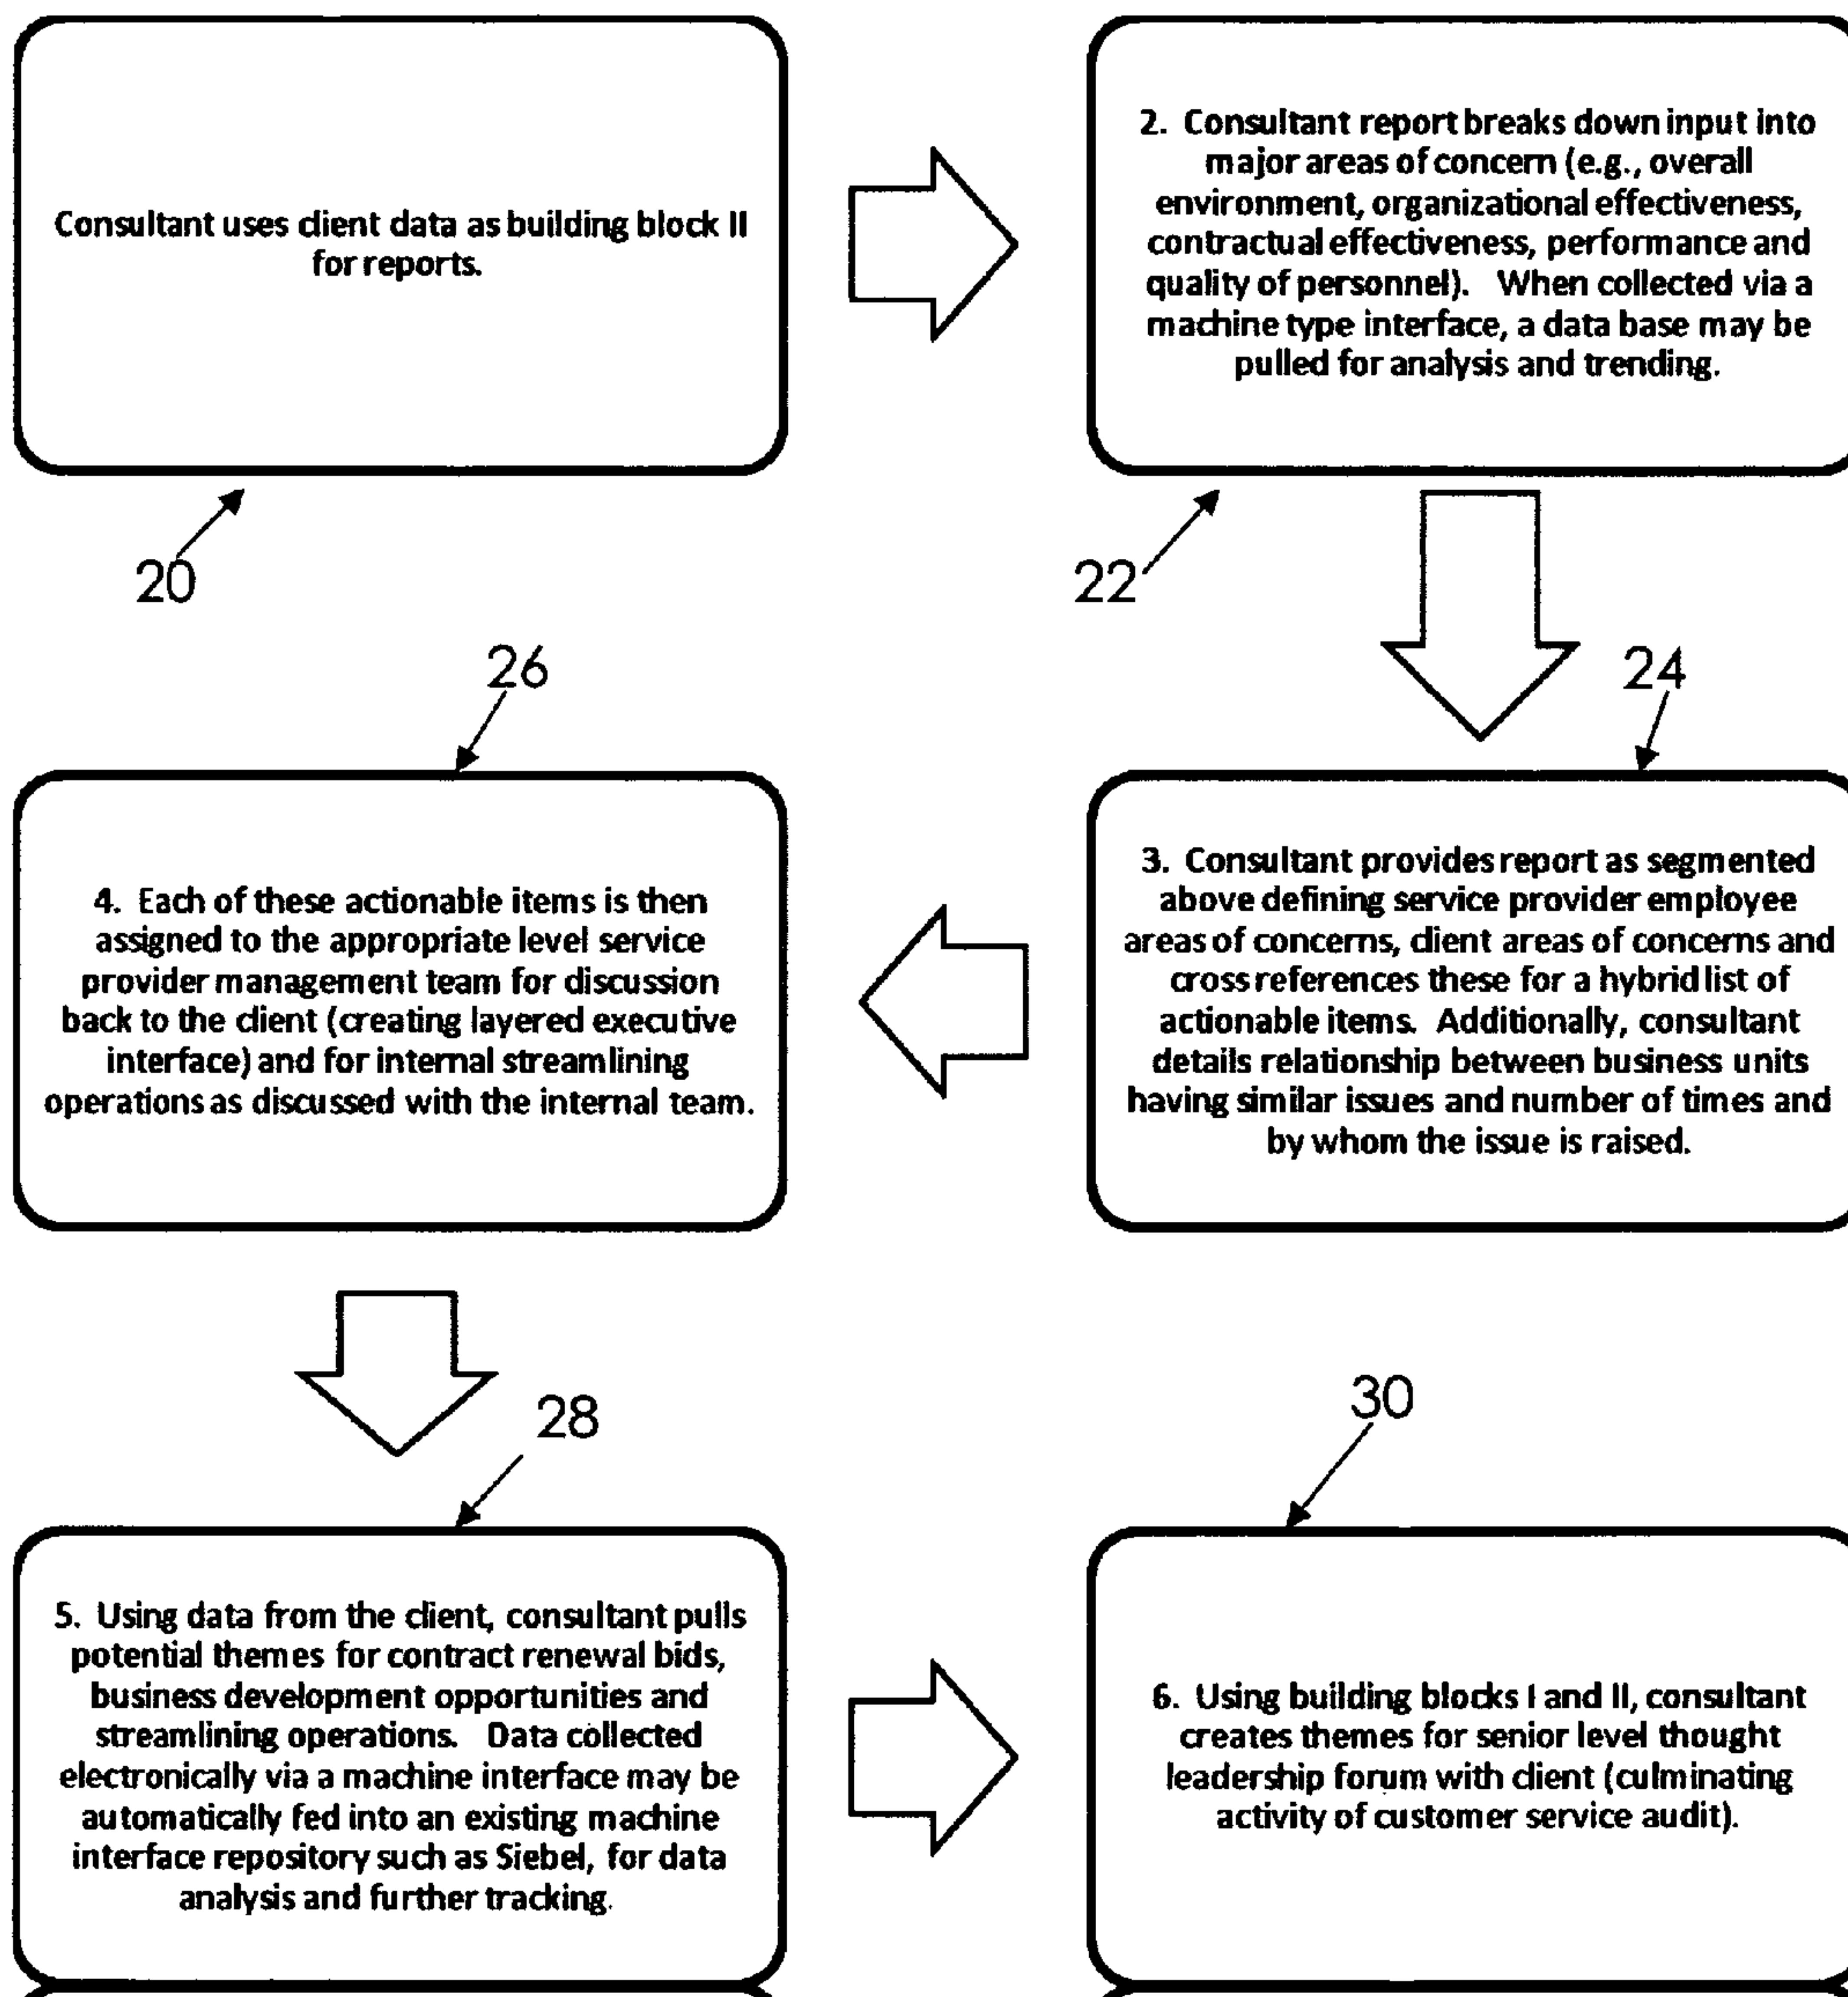 Consultant uses client data as building block II
for reports.
20
2. Consultant report breaks down input into
major areas of concern (e.g., overall
environment, organizational effectiveness,
contractual effectiveness, performance and
quality of personnel). When collected via a
machine type interface, a data base may be
pulled for analysis and trending.
22
24
3. Consultant provides report as segmented
above defining service provider employee
areas of concerns, client areas of concerns and
cross references these for a hybrid list of
actionable items. Additionally, consultant
details relationship between business units
having similar issues and number of times and
by whom the issue is raised.
26
4. Each of these actionable items is then
assigned to the appropriate level service
provider management team for discussion
back to the client (creating layered executive
interface) and for internal streamlining
operations as discussed with the internal team.
28
5. Using data from the client, consultant pulls
potential themes for contract renewal bids,
business development opportunities and
streamlining operations. Data collected
electronically via a machine interface may be
automatically fed into an existing machine
interface repository such as Siebel, for data
analysis and further tracking.
30
6. Using building blocks I and II, consultant
creates themes for senior level thought
leadership forum with client (culminating
activity of customer service audit).